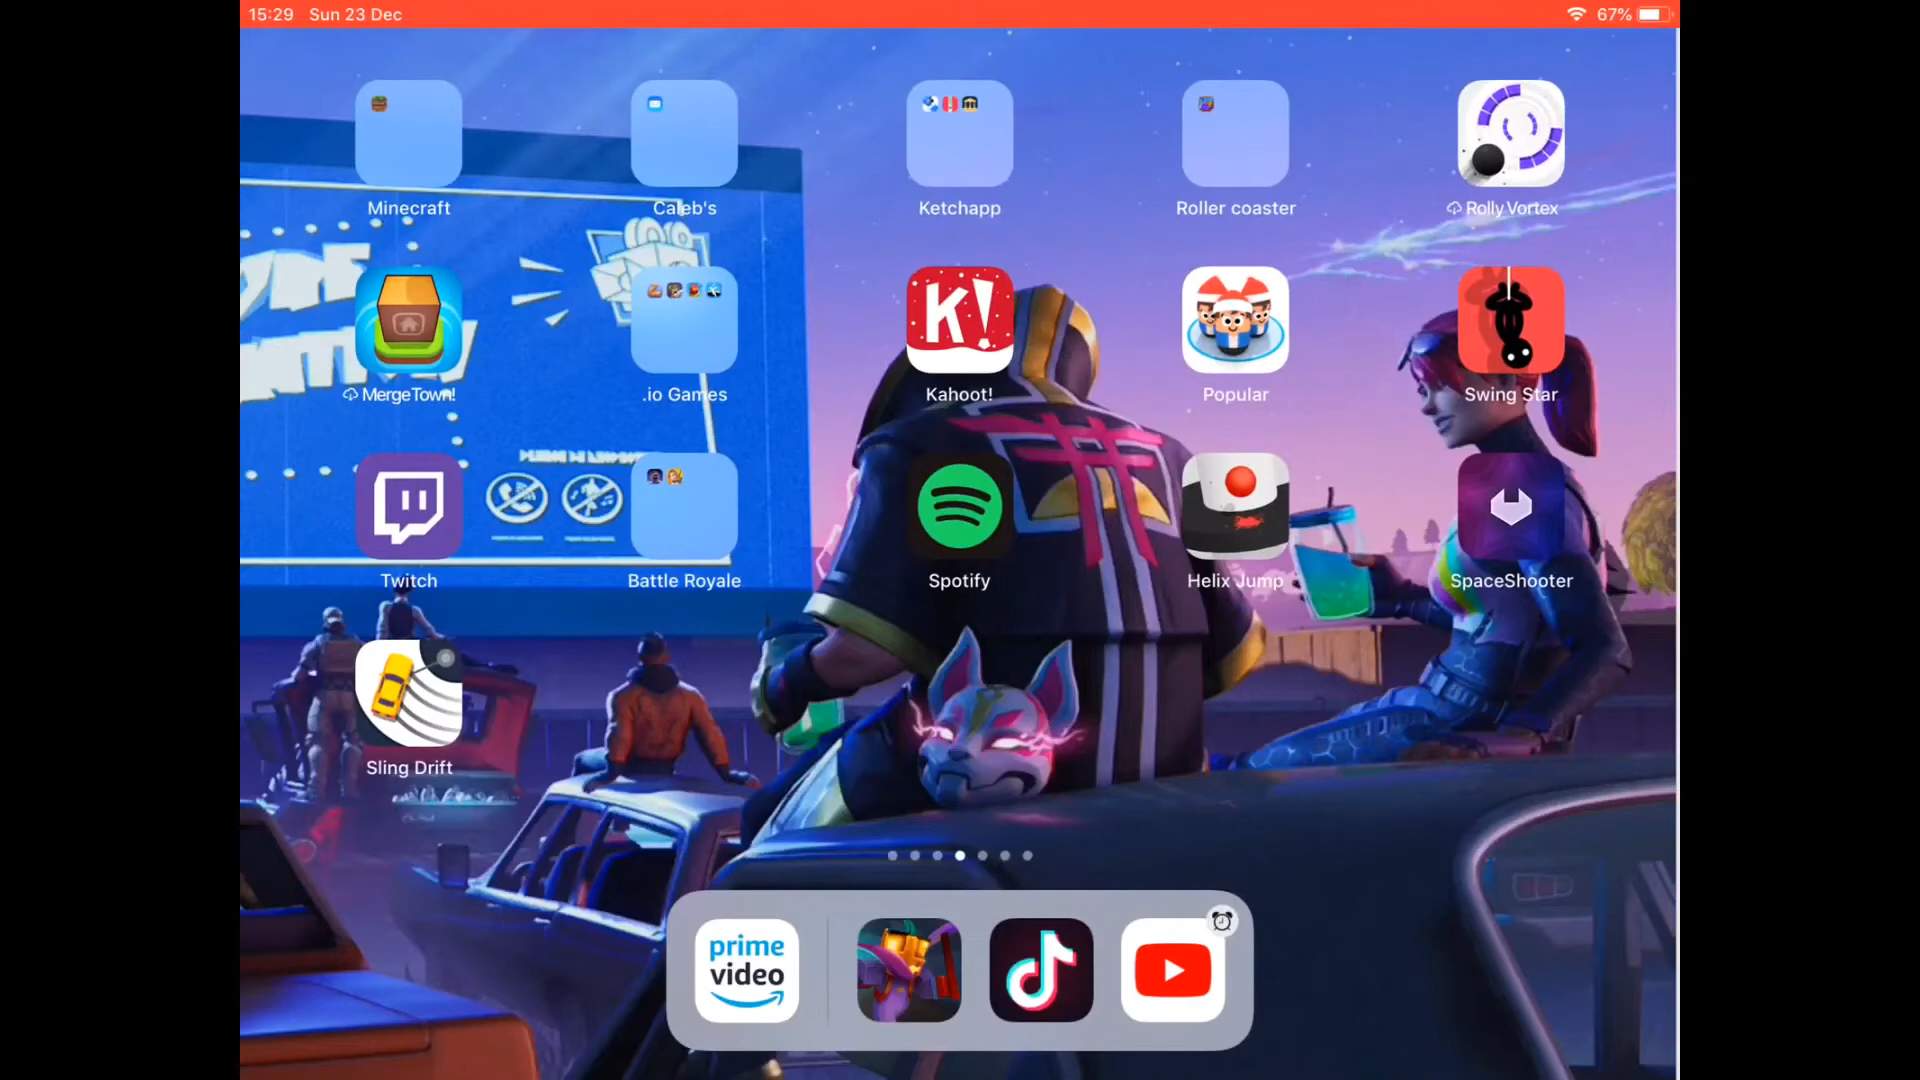 15:29 Sun 23 Dec 67%
Minecraft Caleb's Ketchapp Roller coaster Rolly Vortex
K!
MergeTown! .io Games Kahoot! Popular Swing Star
Twitch Battle Royale Spotify Helix Jump SpaceShooter
Sling Drift
prime
video